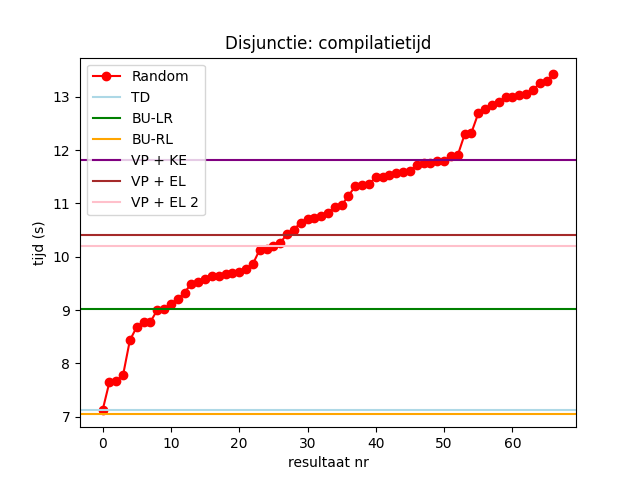 Disjunctie: compilatietijd
Random
TD
BU-LR
BU-RL
VP + KE
VP + EL
VP + EL 2
tijd (s)
13
12
11
10
9
8
7
0 10 20 30 40 50 60
resultaat nr